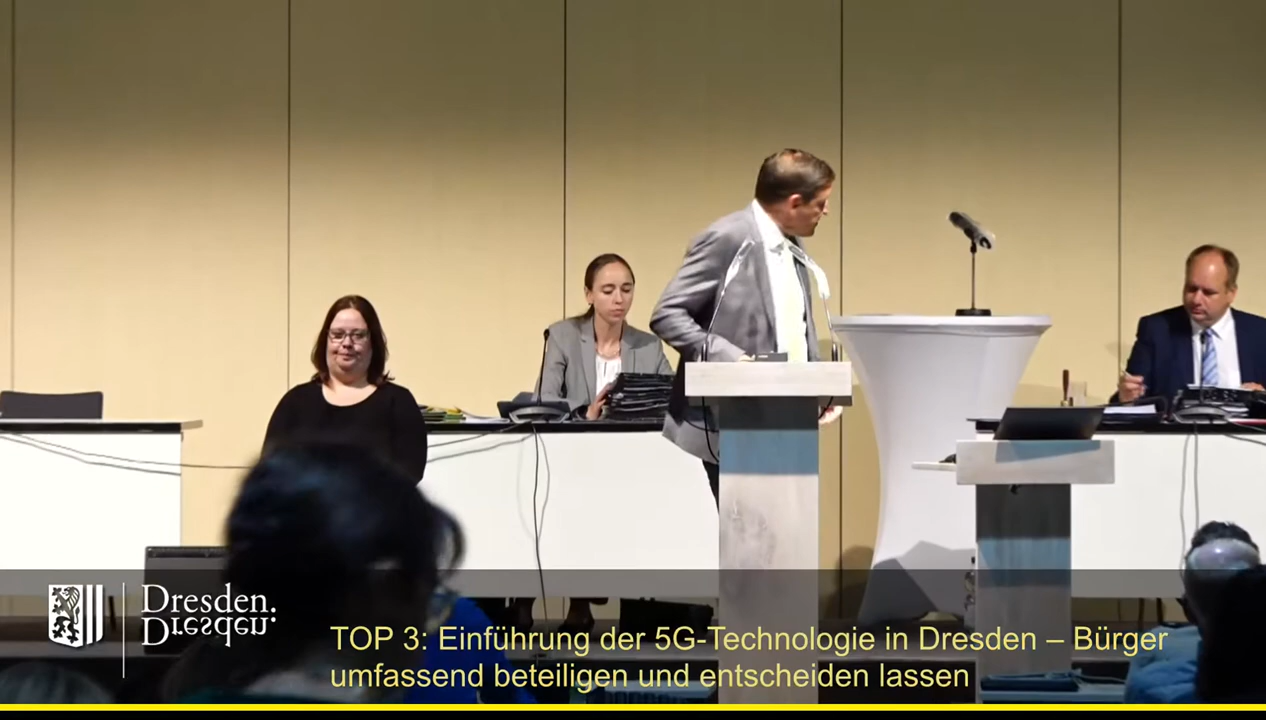 Dresden.
Dresden.
TOP 3: Einführung der 5G-Technologie in Dresden – Bürger
umfassend beteiligen und entscheiden lassen